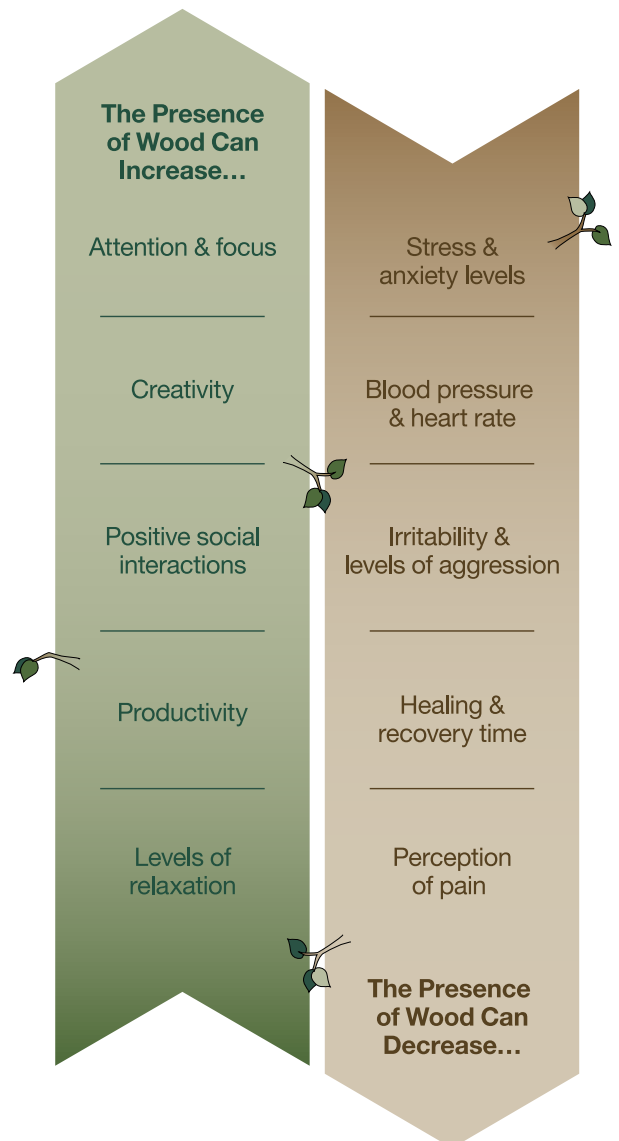 The Presence
of Wood Can
Increase…
Attention & focus
Creativity
Positive social
interactions
Productivity
Levels of
relaxation
Stress &
anxiety levels
Blood pressure
& heart rate
Irritability &
levels of aggression
Healing &
recovery time
Perception
of pain
The Presence
of Wood Can
Decrease…